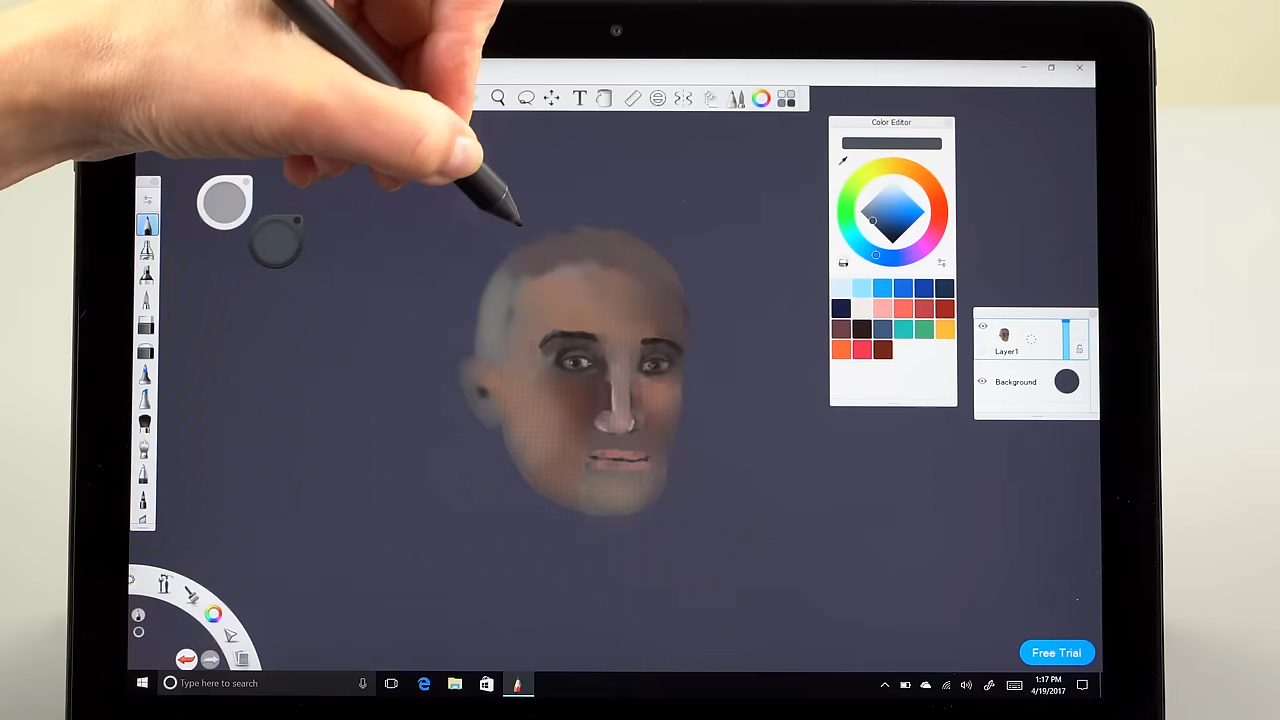 T
Color Editor
Layer1
Background
Free Trial
Type here to search
1:17 PM
4/19/2017